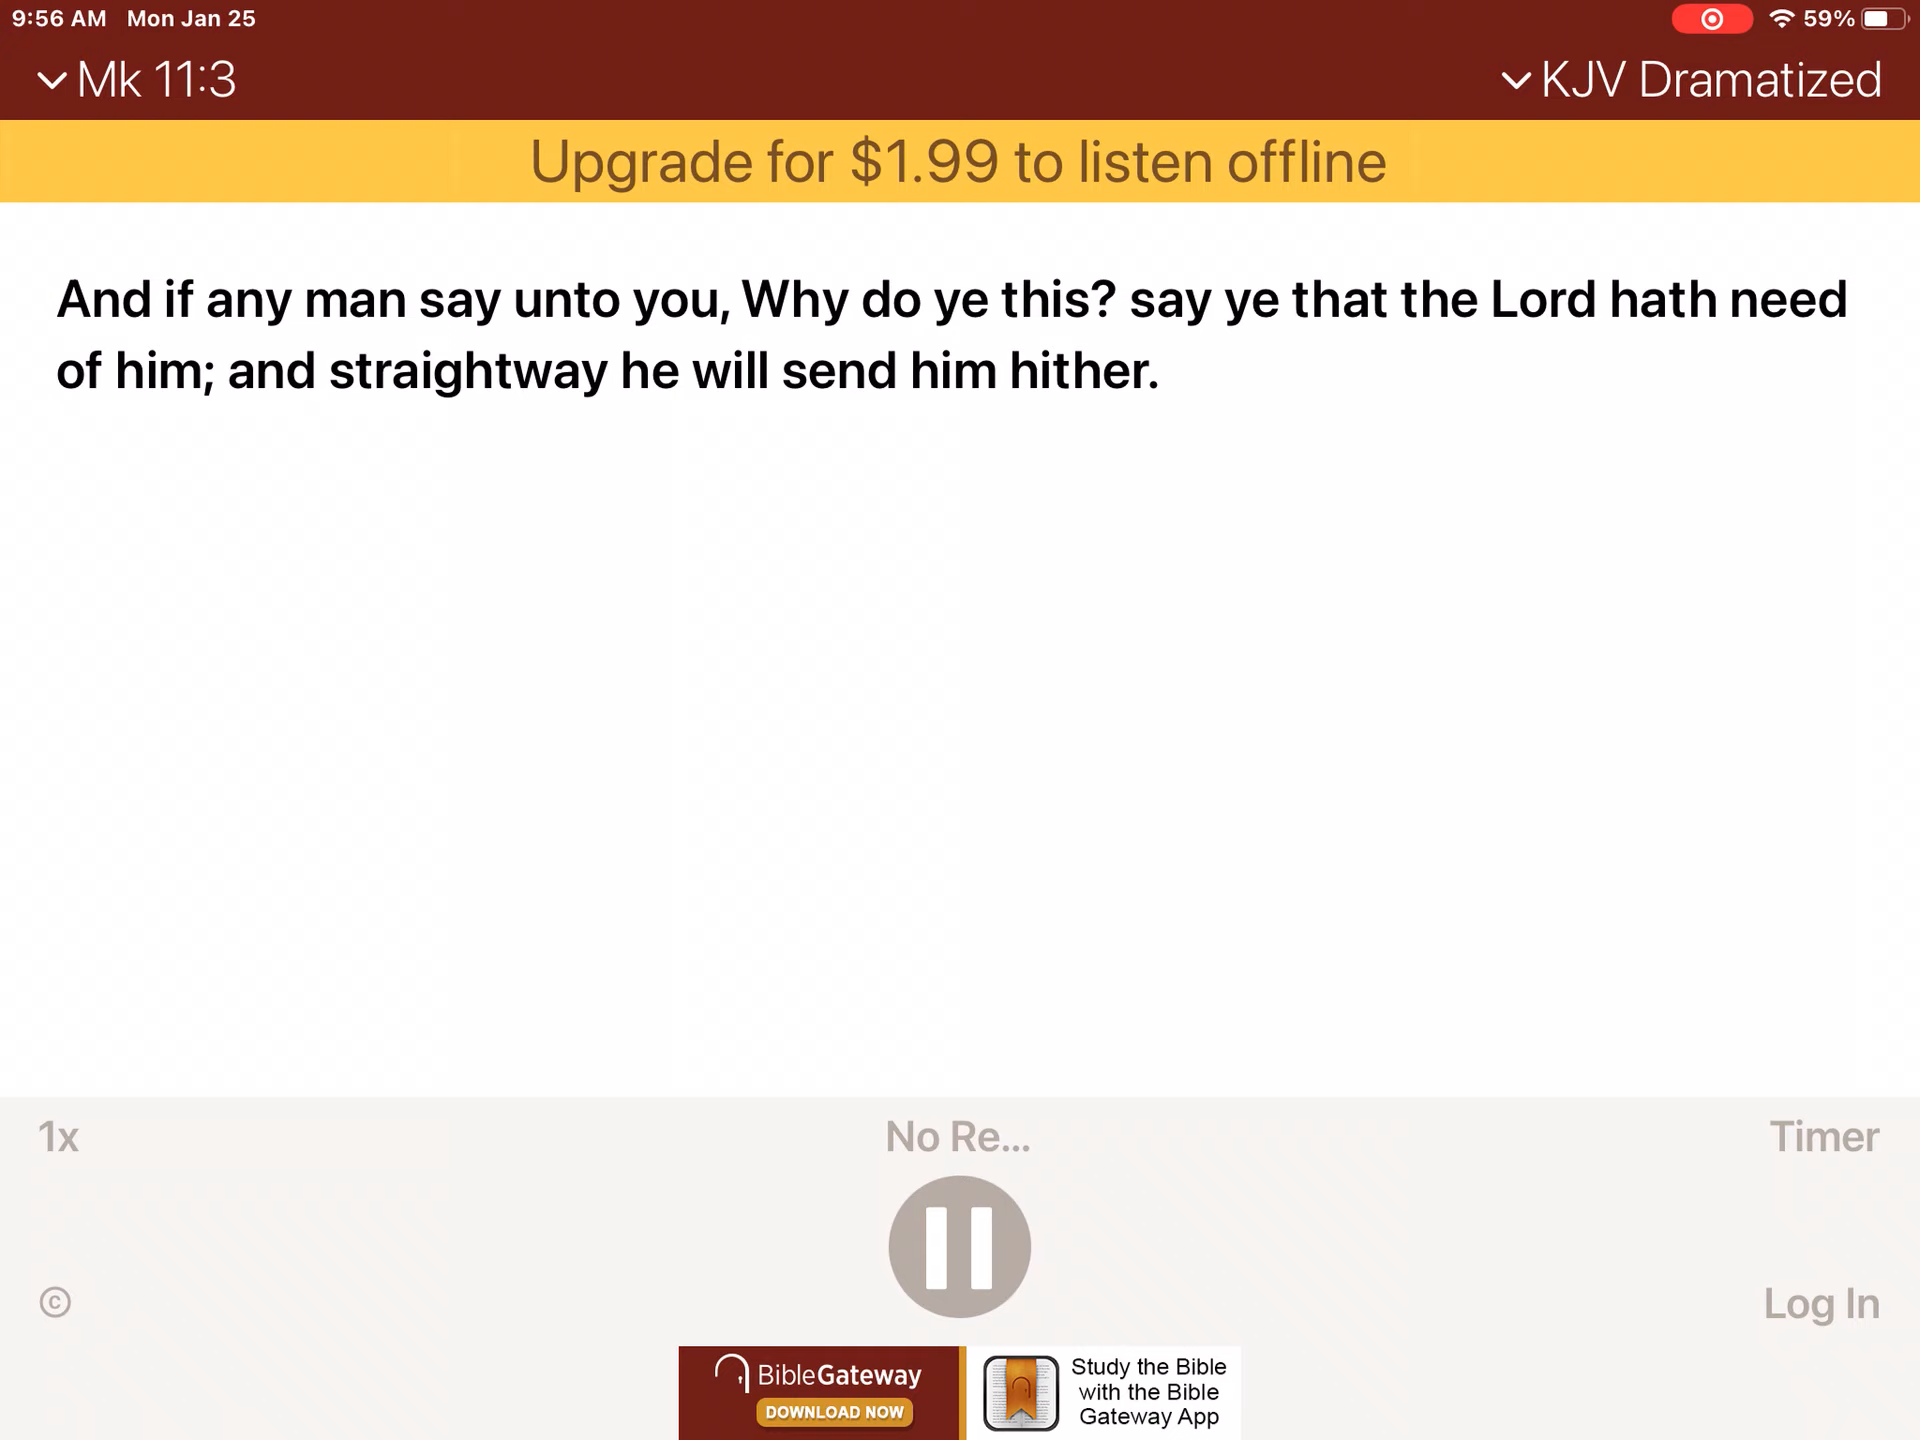 9:56 AM Mon Jan 25
59%
Mk 11:3
KJV Dramatized
Upgrade for $1.99 to listen offline
And if any man say unto you, Why do ye this? say ye that the Lord hath need
of him; and straightway he will send him hither.
1x
No Re...
Timer
©
Log In
BibleGateway
DOWNLOAD NOW
Study the Bible
with the Bible
Gateway App